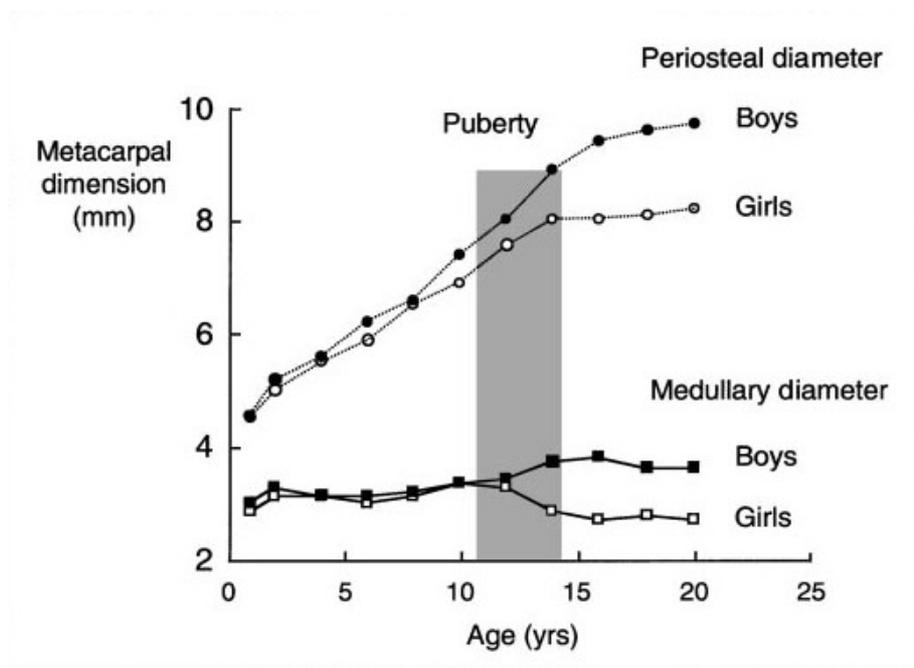 Periosteal diameter
Boys
Girls
Puberty
Metacarpal
dimension
(mm)
10
8
6
4
2
Medullary diameter
Boys
Girls
0 5 10 15 20 25
Age (yrs)